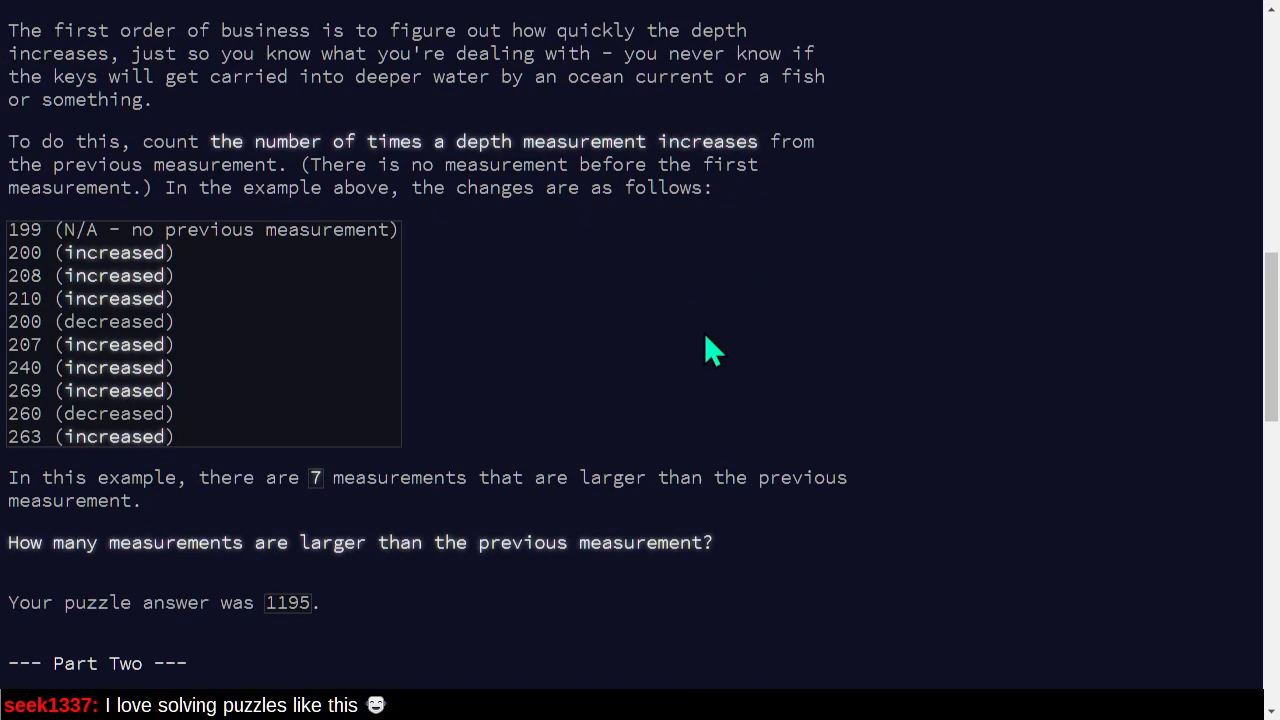 The first order of business is to figure out how quickly the depth
increases, just so you know what you're dealing with - you never know if
the keys will get carried into deeper water by an ocean current or a fish
or something.
To do this, count the number of times a depth measurement increases from
the previous measurement. (There is no measurement before the first
measurement.) In the example above, the changes are as follows:
199 (N/A - no previous measurement)
200 (increased)
208 (increased)
210 (increased)
200 (decreased)
207 (increased)
240 (increased)
269 (increased)
260 (decreased)
263 (increased)
In this example, there are 7 measurements that are larger than the previous
measurement.
How many measurements are larger than the previous measurement?
Your puzzle answer was 1195.
--- Part Two ---
seek1337: I love solving puzzles like this